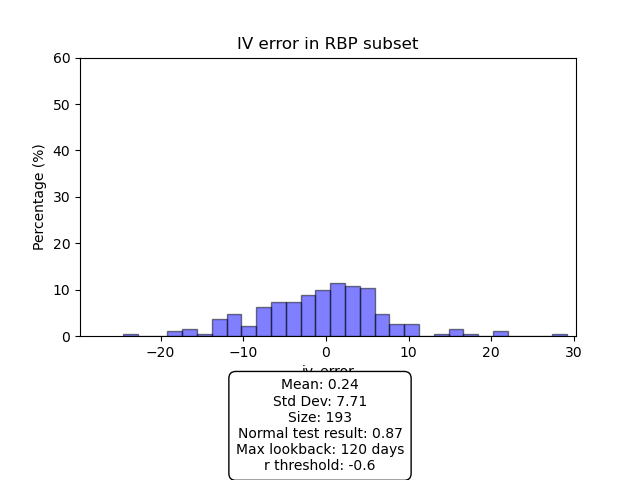 IV error in RBP subset
60
50
40
30
20
10
0
Percentage (%)
−20
−10
0
10
20
30
iv_error
Mean: 0.24
Std Dev: 7.71
Size: 193
Normal test result: 0.87
Max lookback: 120 days
r threshold: -0.6